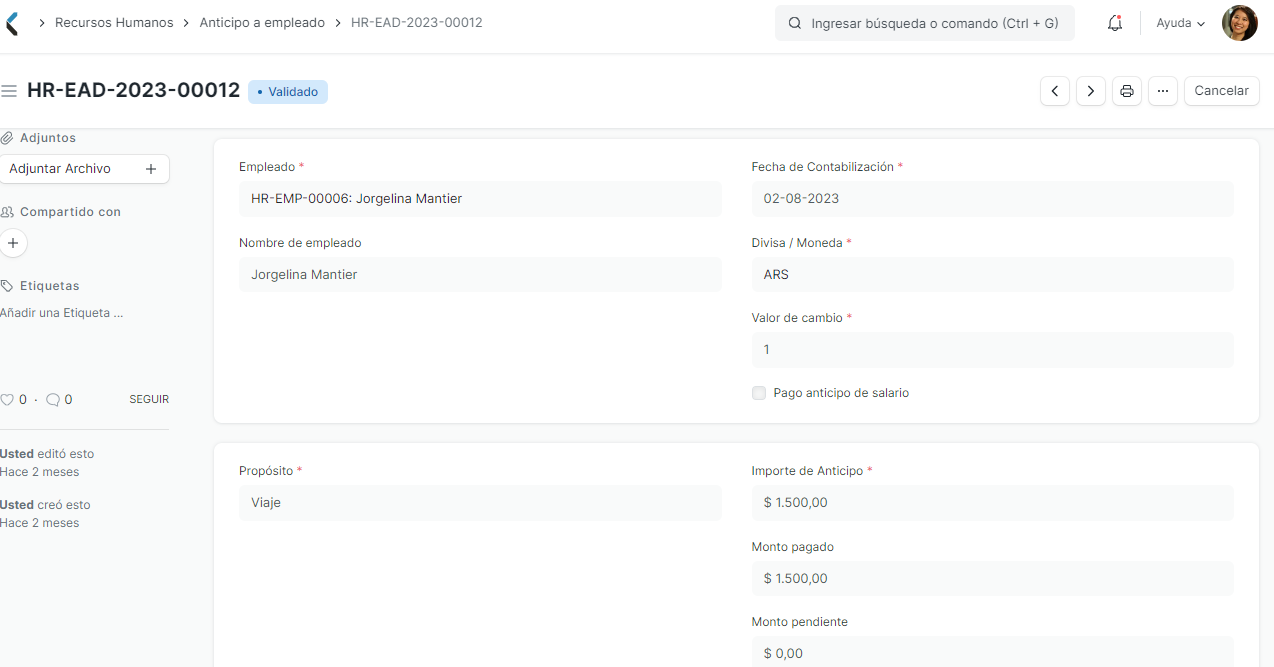 Recursos Humanos > Anticipo a empleado > HR-EAD-2023-00012
Ingresar búsqueda o comando (Ctrl + G)
Ayuda
HR-EAD-2023-00012
• Validado
Cancelar
Adjuntos
Adjuntar Archivo +
Compartido con
+
Etiquetas
Añadir una Etiqueta ...
0 · 0 SEGUIR
Usted editó esto
Hace 2 meses
Usted creó esto
Hace 2 meses
Empleado *
HR-EMP-00006: Jorgelina Mantier
Nombre de empleado
Jorgelina Mantier
Fecha de Contabilización *
02-08-2023
Divisa / Moneda *
ARS
Valor de cambio *
1
Pago anticipo de salario
Propósito *
Viaje
Importe de Anticipo *
$ 1.500,00
Monto pagado
$ 1.500,00
Monto pendiente
$ 0,00